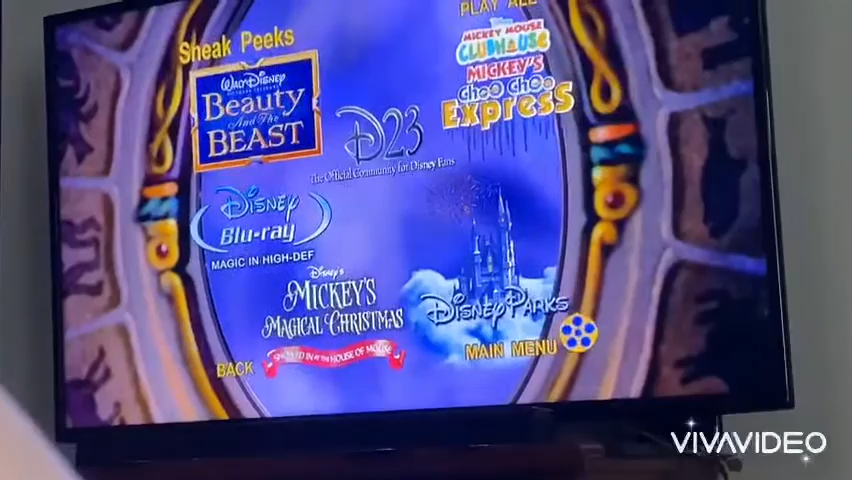 Sneak Peeks
PLAY ALL
WALT DISNEY
Beauty
And The
BEAST
D23
The Official Community for Disney Fans
Disney
MICKEY MOUSE
CLUBHOUSE
MICKEY'S
CHOO CHOO
EXPRESS
Disney
Blu-ray
MAGIC IN HIGH-DEF
Disney's
MICKEY'S
MAGICAL CHRISTMAS
SNOWED IN AT THE HOUSE OF MOUSE
Disney Parks
BACK
MAIN MENU
VIVAVIDEO